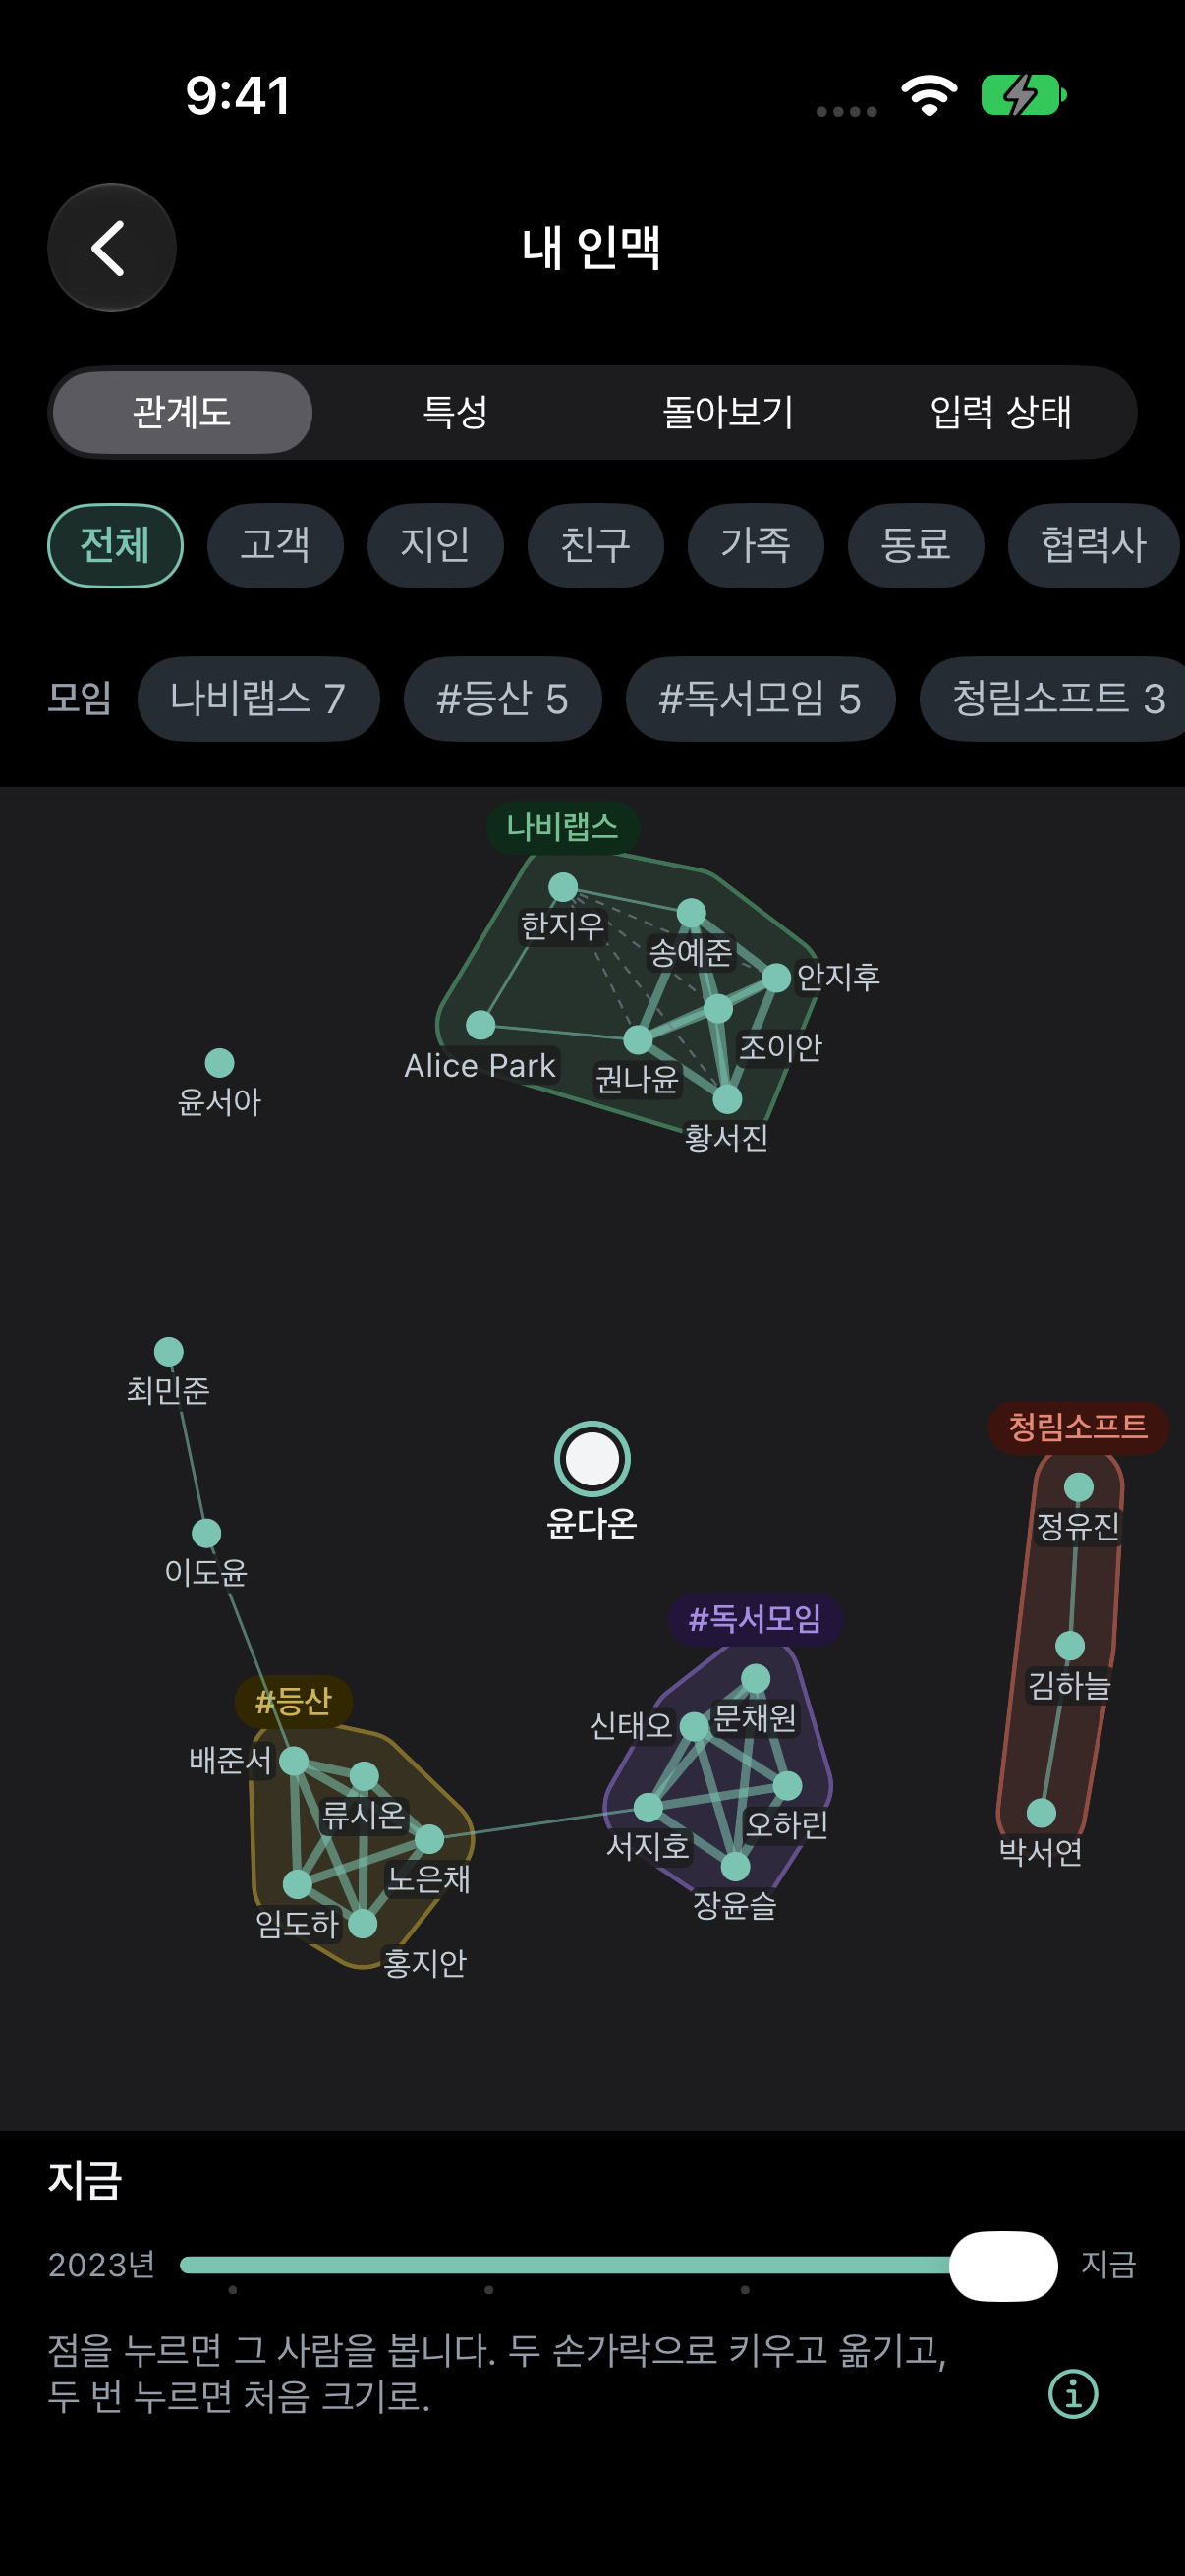 9:41
내 인맥
관계도 특성 돌아보기 입력 상태
전체 고객 지인 친구 가족 동료 협력사
모임 나비랩스 7 #등산 5 #독서모임 5 청림소프트 3
나비랩스
한지우
송예준
안지후
조이안
Alice Park
권나윤
윤서아
황서진
최민준
청림소프트
윤다온
정유진
이도윤
#독서모임
김하늘
#등산
신태오
문채원
배준서
류시온
오하린
서지호
박서연
노은채
장윤슬
임도하
홍지안
지금
2023년 지금
점을 누르면 그 사람을 봅니다. 두 손가락으로 키우고 옮기고,
두 번 누르면 처음 크기로.